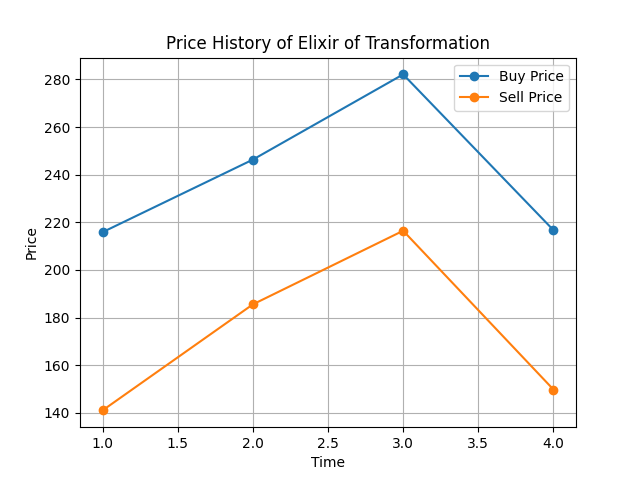 Price History of Elixir of Transformation
Buy Price
Sell Price
Price
280
260
240
220
200
180
160
140
1.0 1.5 2.0 2.5 3.0 3.5 4.0
Time